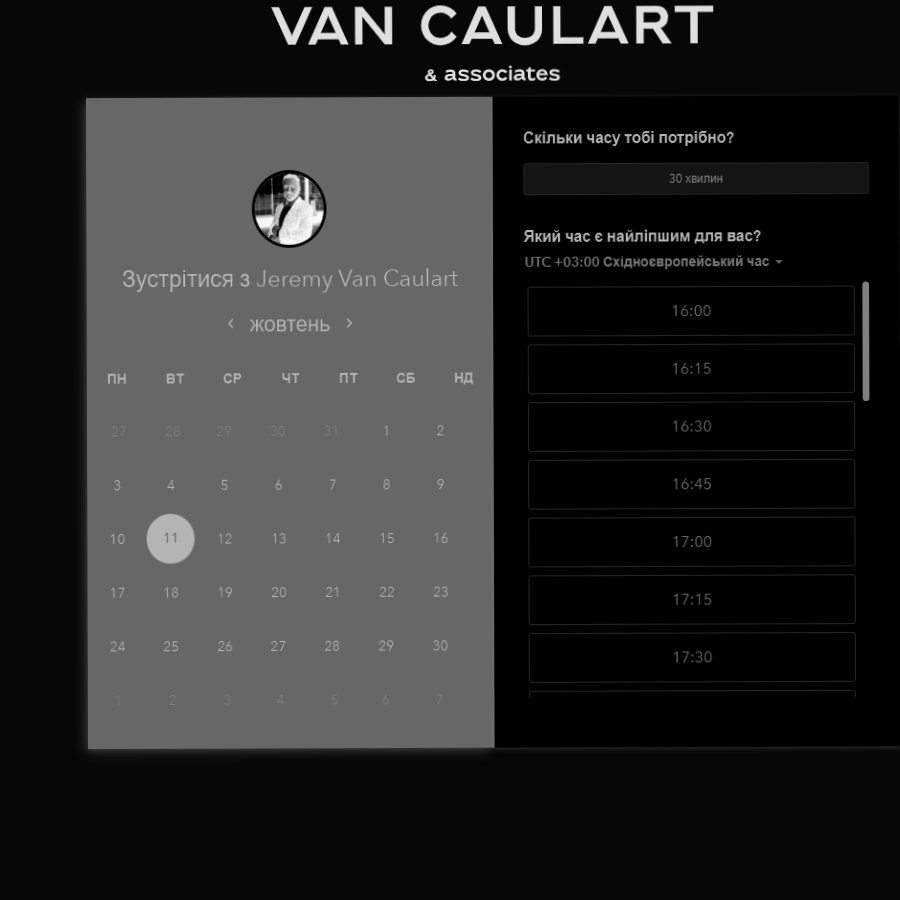 VAN CAULART
& associates
Зустрітися з Jeremy Van Caulart
жовтень
ПН ВТ СР ЧТ ПТ СБ НД
27 28 29 30 31 1 2
3 4 5 6 7 8 9
10 11 12 13 14 15 16
17 18 19 20 21 22 23
24 25 26 27 28 29 30
1 2 3 4 5 6 7
Скільки часу тобі потрібно?
30 хвилин
Який час є найліпшим для вас?
UTC +03:00 Східноєвропейський час
16:00
16:15
16:30
16:45
17:00
17:15
17:30